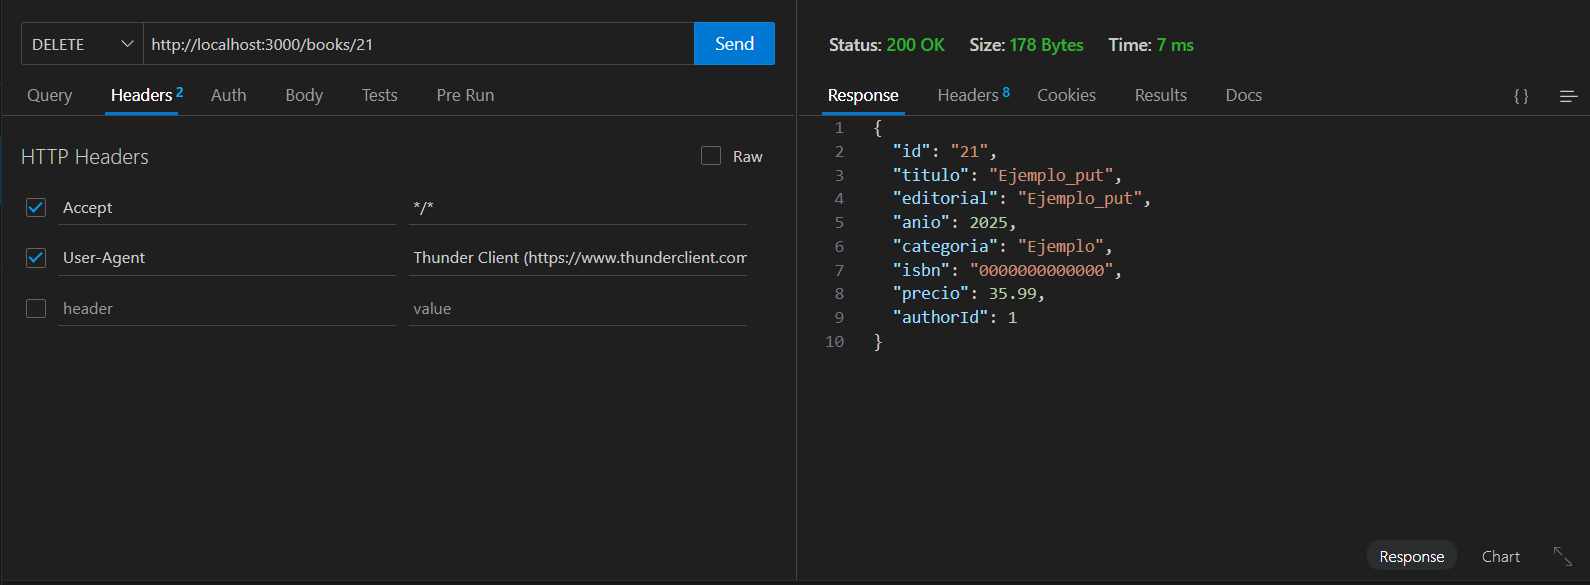 DELETE http://localhost:3000/books/21 Send
Query Headers 2 Auth Body Tests Pre Run
HTTP Headers Raw
Accept */*
User-Agent Thunder Client (https://www.thunderclient.com
header value
Status: 200 OK Size: 178 Bytes Time: 7 ms
Response Headers 8 Cookies Results Docs { }
1 {
2 "id": "21",
3 "titulo": "Ejemplo_put",
4 "editorial": "Ejemplo_put",
5 "anio": 2025,
6 "categoria": "Ejemplo",
7 "isbn": "0000000000000",
8 "precio": 35.99,
9 "authorId": 1
10 }
Response Chart